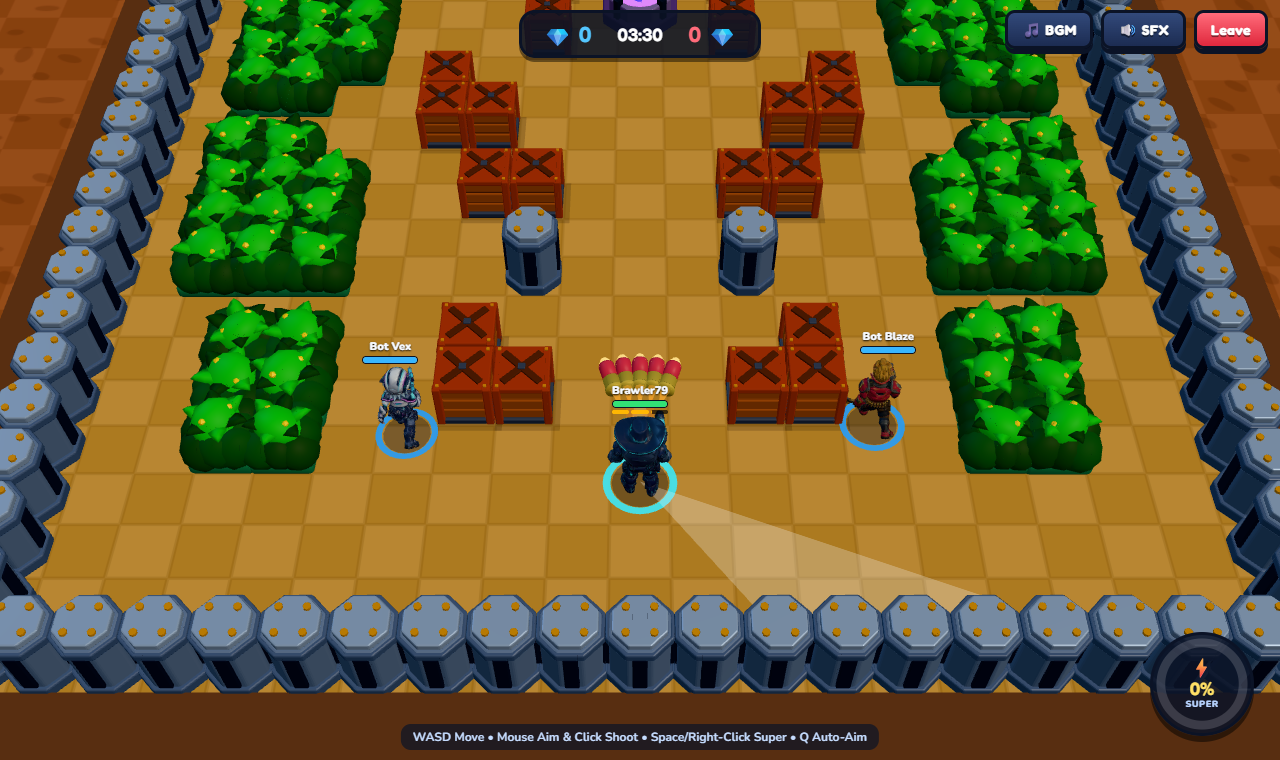 0 03:30 0
BGM
SFX
Leave
Bot Blaze
Bot Vex
Brawler79
0%
SUPER
WASD Move • Mouse Aim & Click Shoot • Space/Right-Click Super • Q Auto-Aim